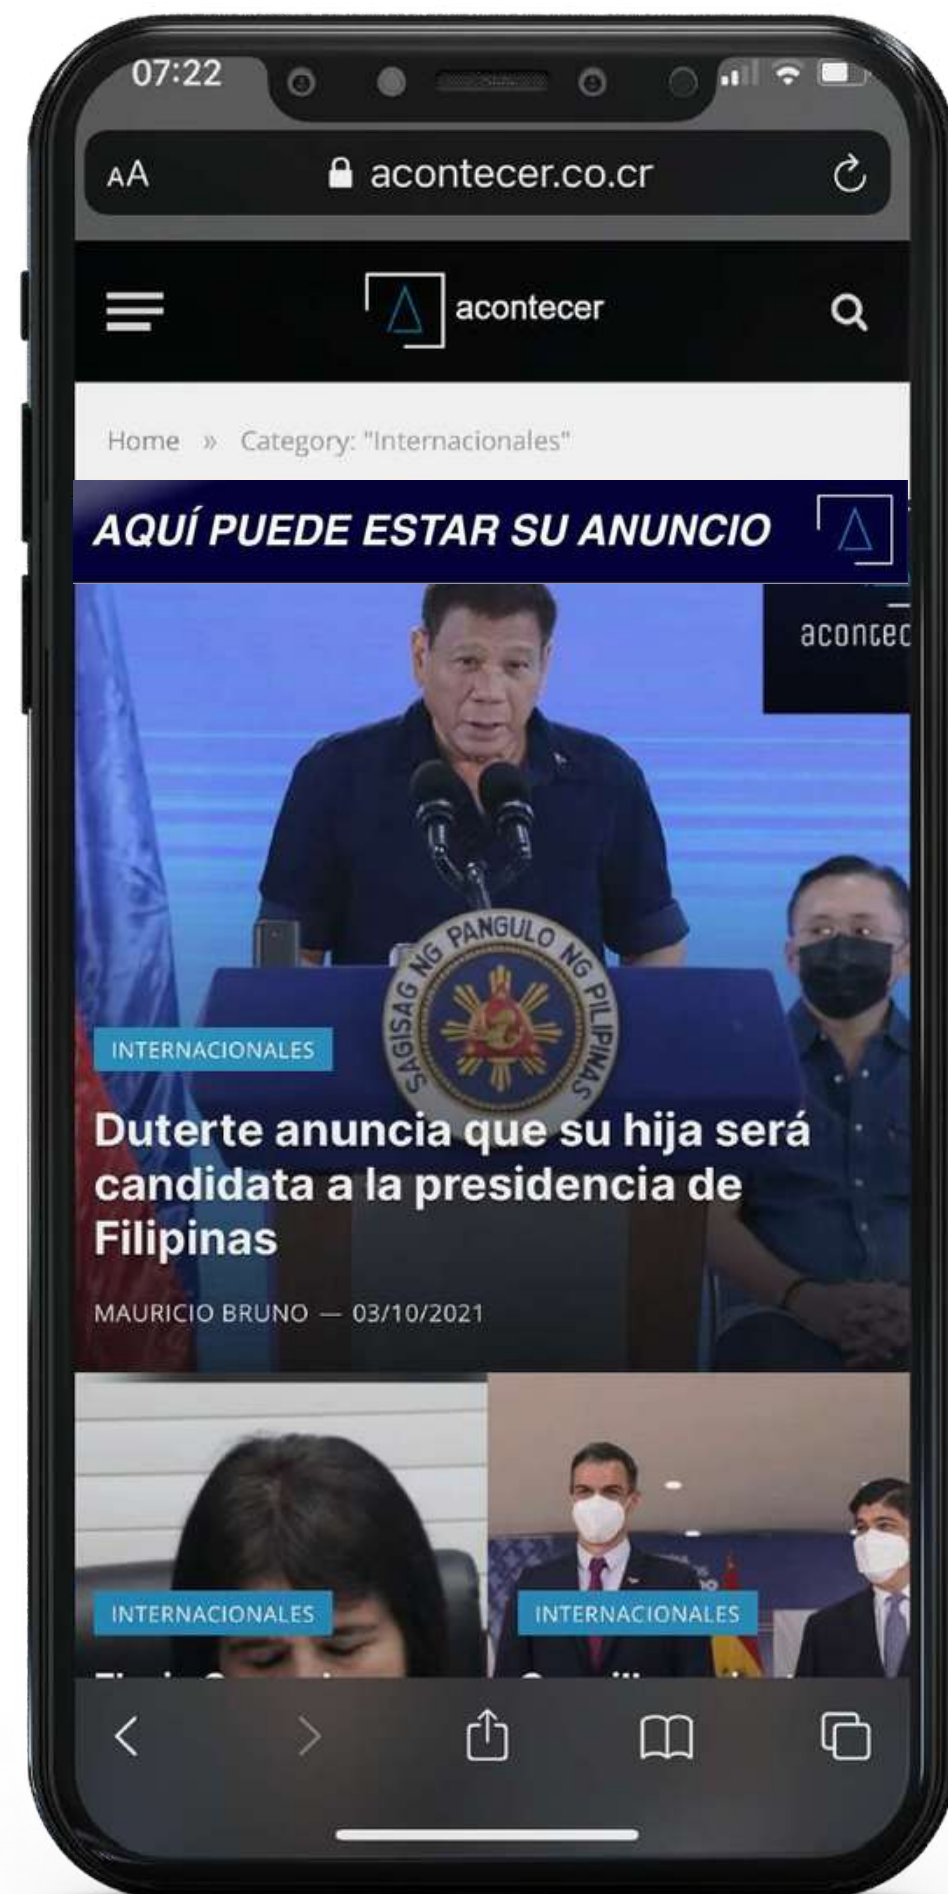 07:22
AA
acontecer.co.cr
acontecer
Home » Category: "Internacionales"
AQUÍ PUEDE ESTAR SU ANUNCIO
acontec
SAGISAG NG PANGULO NG PILIPINAS
INTERNACIONALES
Duterte anuncia que su hija será
candidata a la presidencia de
Filipinas
MAURICIO BRUNO — 03/10/2021
INTERNACIONALES
INTERNACIONALES